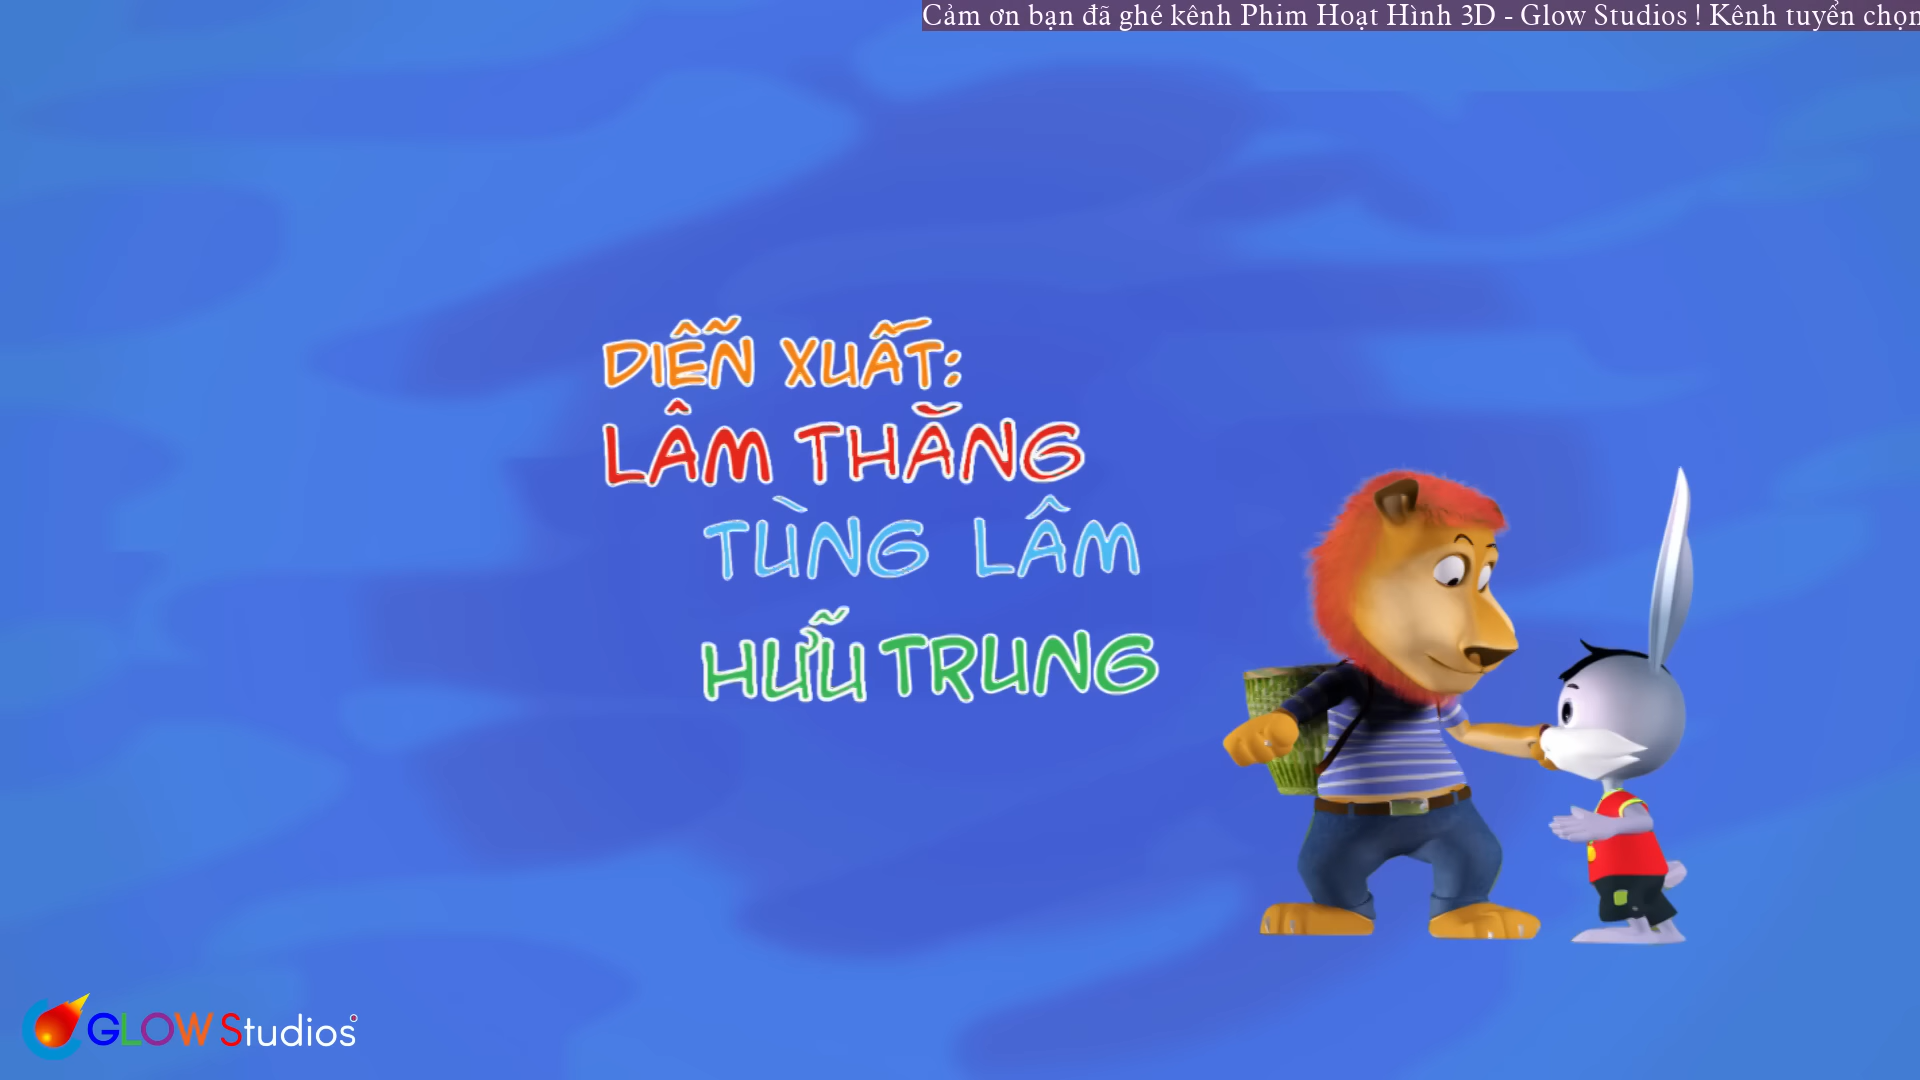 Cảm ơn bạn đã ghé kênh Phim Hoạt Hình 3D - Glow Studios ! Kênh tuyển chọn
DIỄN XUẤT:
LÂM THẮNG
TÙNG LÂM
HỮU TRUNG
GLOW Studios